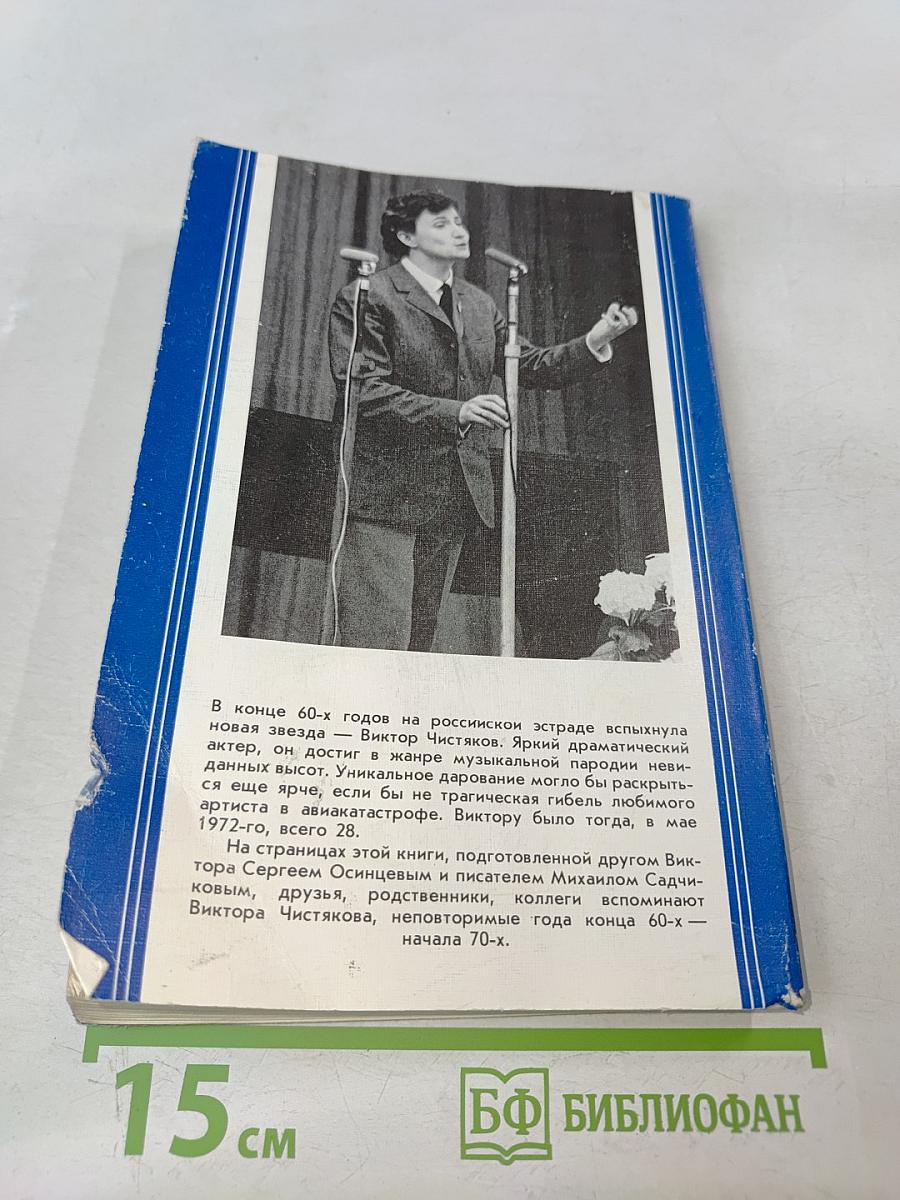 В конце 60-х годов на российской эстраде вспыхнула
новая звезда — Виктор Чистяков. Яркий драматический
актер, он достиг в жанре музыкальной пародии неви-
данных высот. Уникальное дарование могло бы раскрыть-
ся еще ярче, если бы не трагическая гибель любимого
артиста в авиакатастрофе. Виктору было тогда, в мае
1972-го, всего 28.
На страницах этой книги, подготовленной другом Вик-
тора Сергеем Осинцевым и писателем Михаилом Садчи-
ковым, друзья, родственники, коллеги вспоминают
Виктора Чистякова, неповторимые года конца 60-х —
начала 70-х.
15 см
БФ БИБЛИОФАН